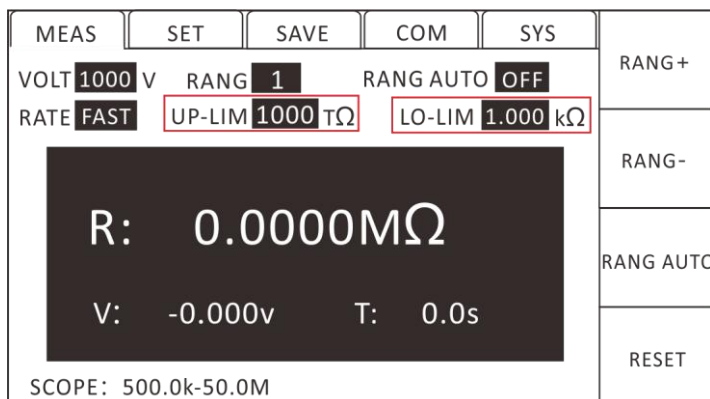 MEAS SET SAVE COM SYS
VOLT 1000 V RANG 1 RANG AUTO OFF
RATE FAST UP-LIM 1000 TΩ LO-LIM 1.000 kΩ
R: 0.0000MΩ
V: -0.000v T: 0.0s
SCOPE: 500.0k-50.0M
RANG+
RANG-
RANG AUTO
RESET